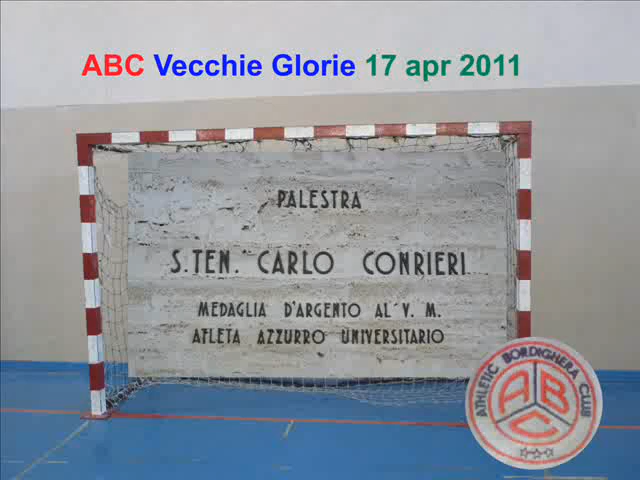 ABC Vecchie Glorie 17 apr 2011
PALESTRA
S.TEN. CARLO CONRIERI
MEDAGLIA D'ARGENTO AL V. M.
AFLETA AZZURRO UNIVERSITARIO
ATHLETIC BORDIGHERA CLUB
ABC